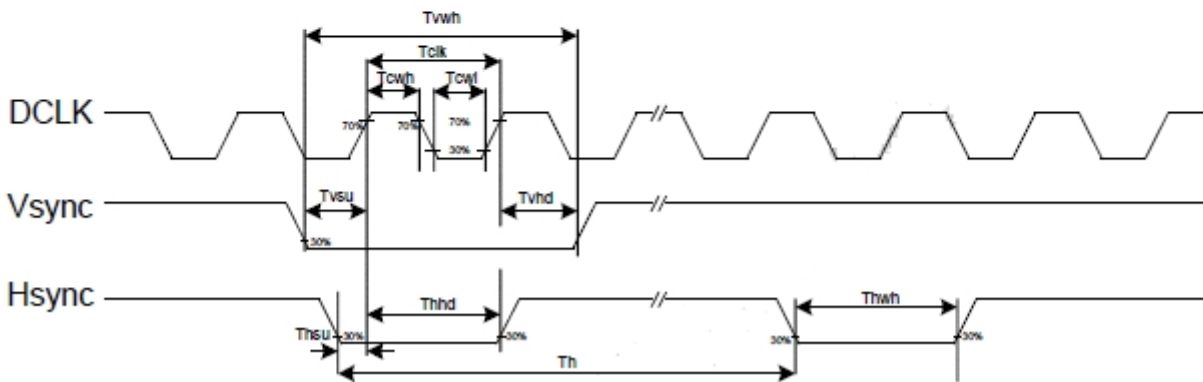 Tvwh
Tclk
Tcwh Tcwl
DCLK
70% 70% 70%
30%
Tvsu Tvhd
Vsync
30%
Hsync
Thhd Thwh
Thsu 30% 30% 30% 30%
Th